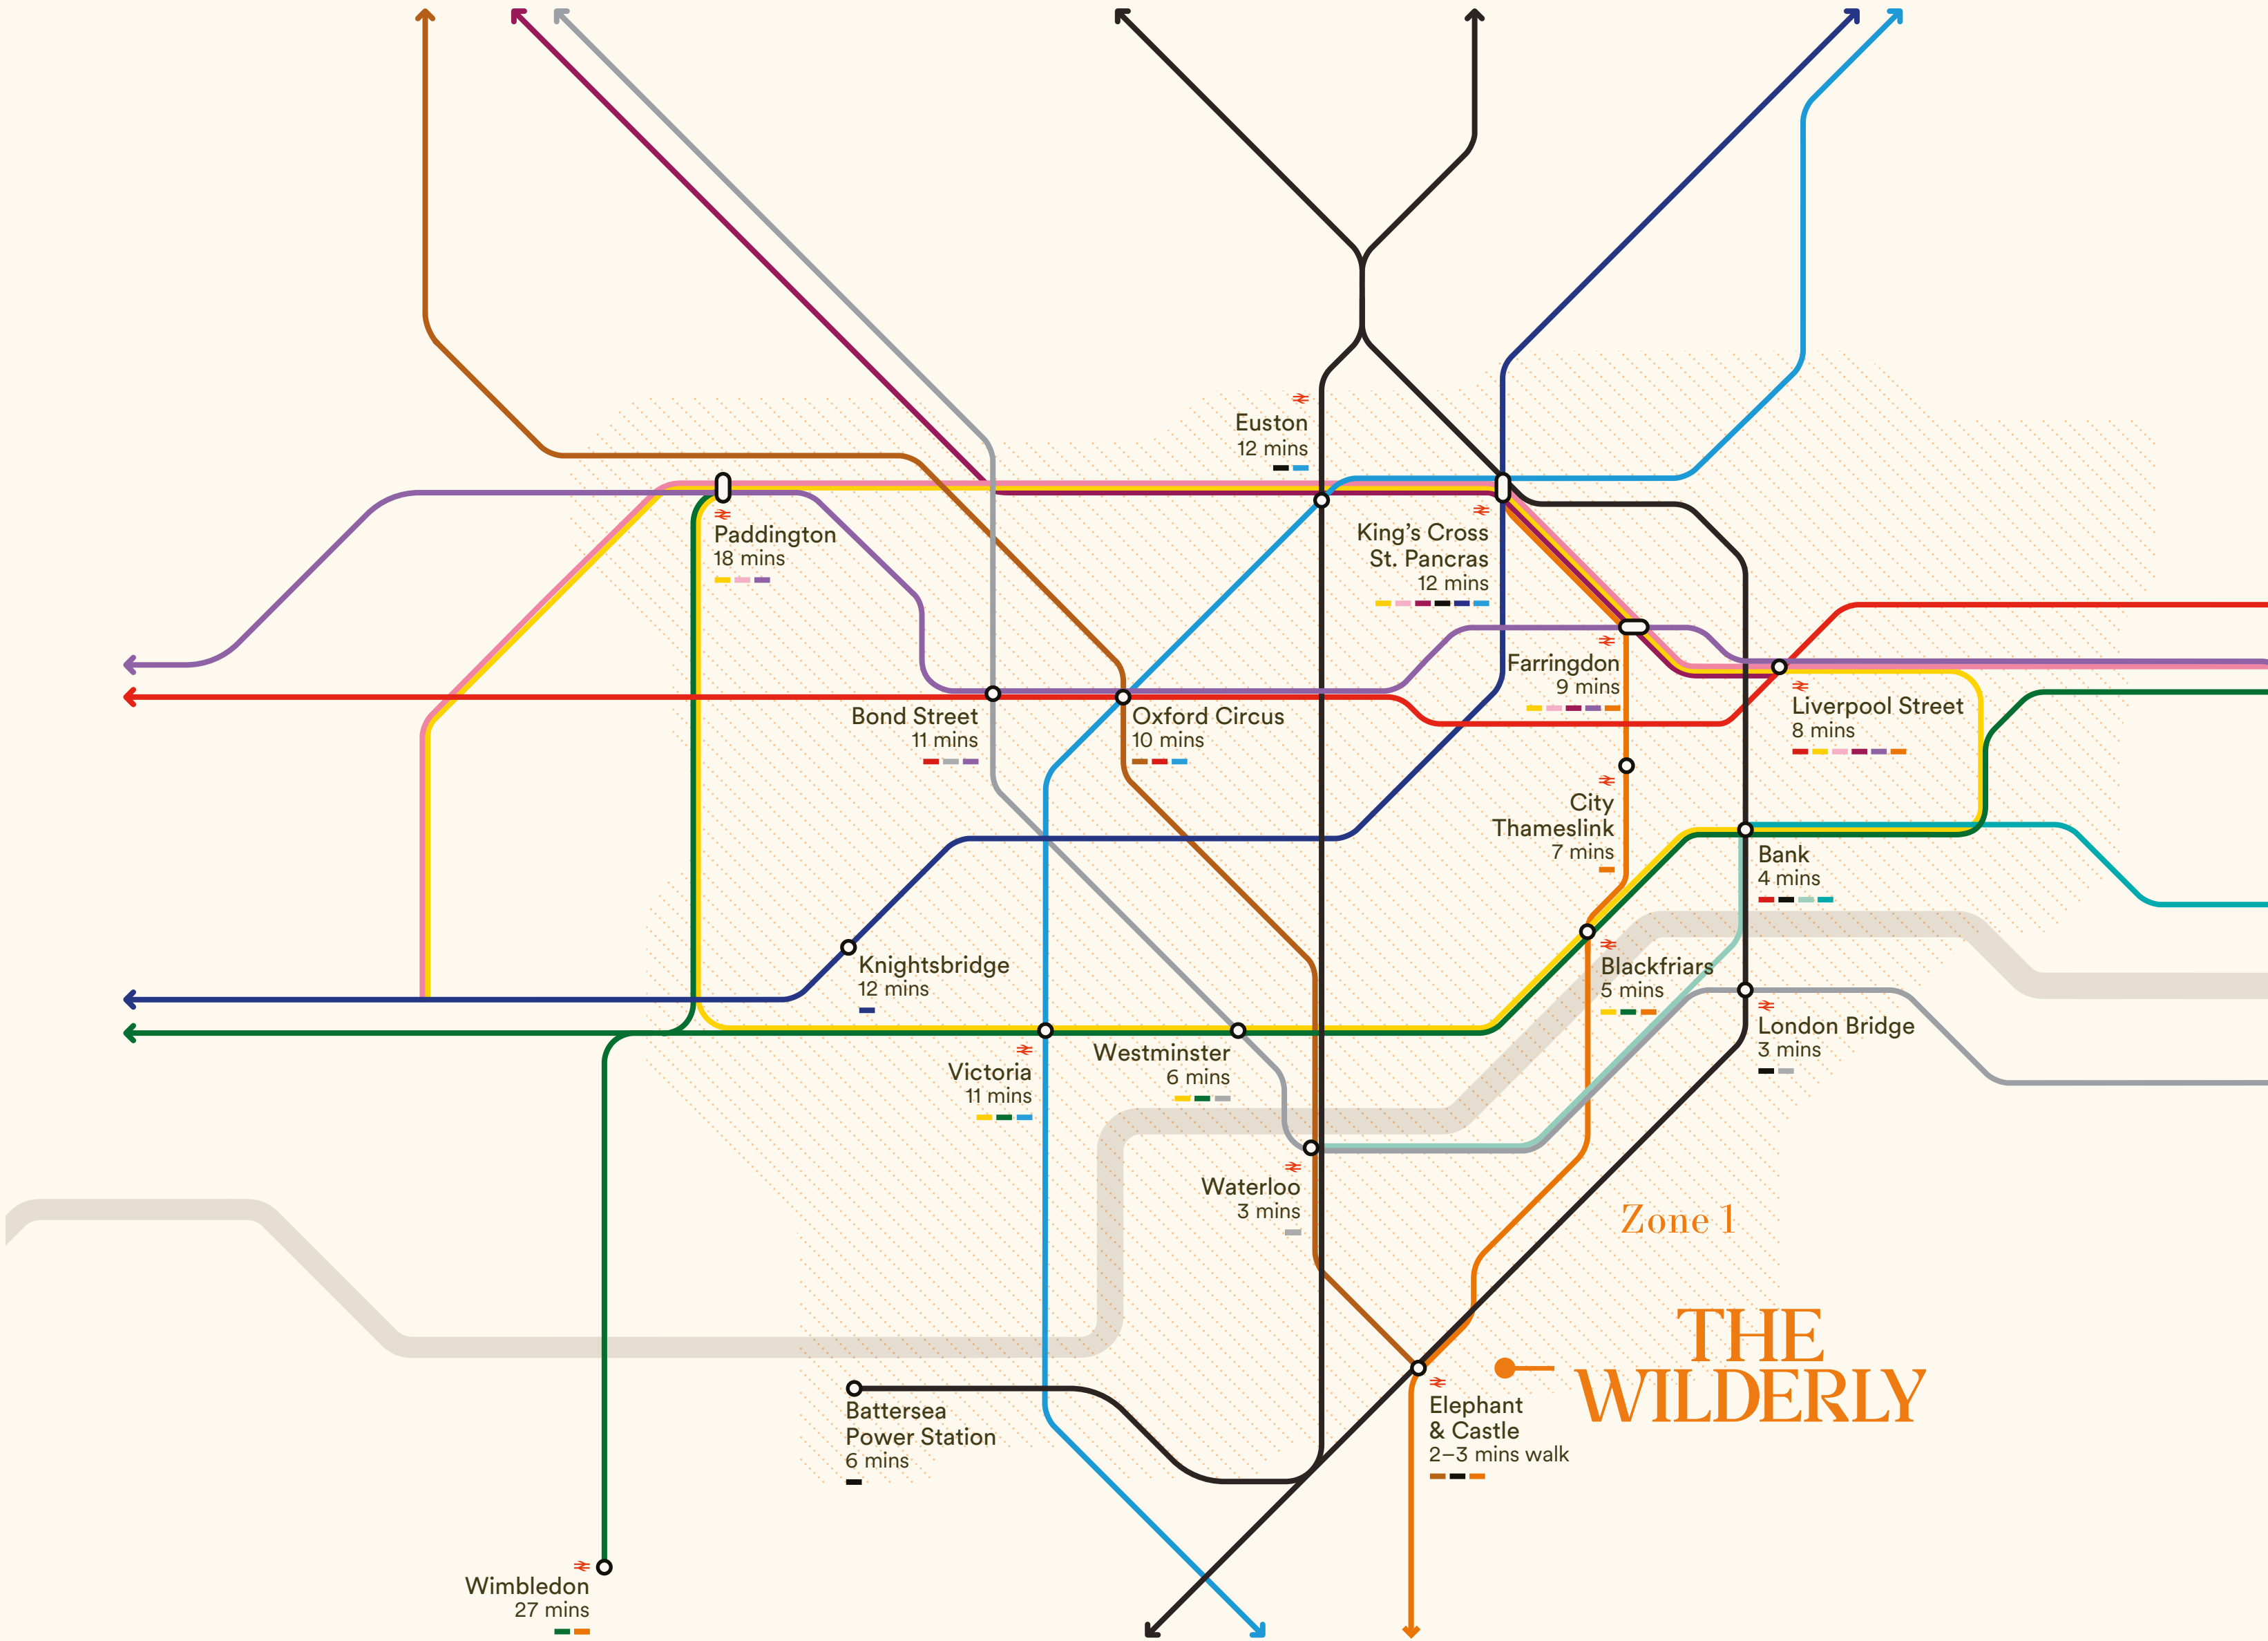 Euston
12 mins
Paddington
18 mins
King's Cross
St. Pancras
12 mins
Farringdon
9 mins
Bond Street
11 mins
Oxford Circus
10 mins
Liverpool Street
8 mins
City
Thameslink
7 mins
Bank
4 mins
Knightsbridge
12 mins
Blackfriars
5 mins
London Bridge
3 mins
Victoria
11 mins
Westminster
6 mins
Waterloo
3 mins
Zone 1
THE
WILDERLY
Battersea
Power Station
6 mins
Elephant
& Castle
2–3 mins walk
Wimbledon
27 mins